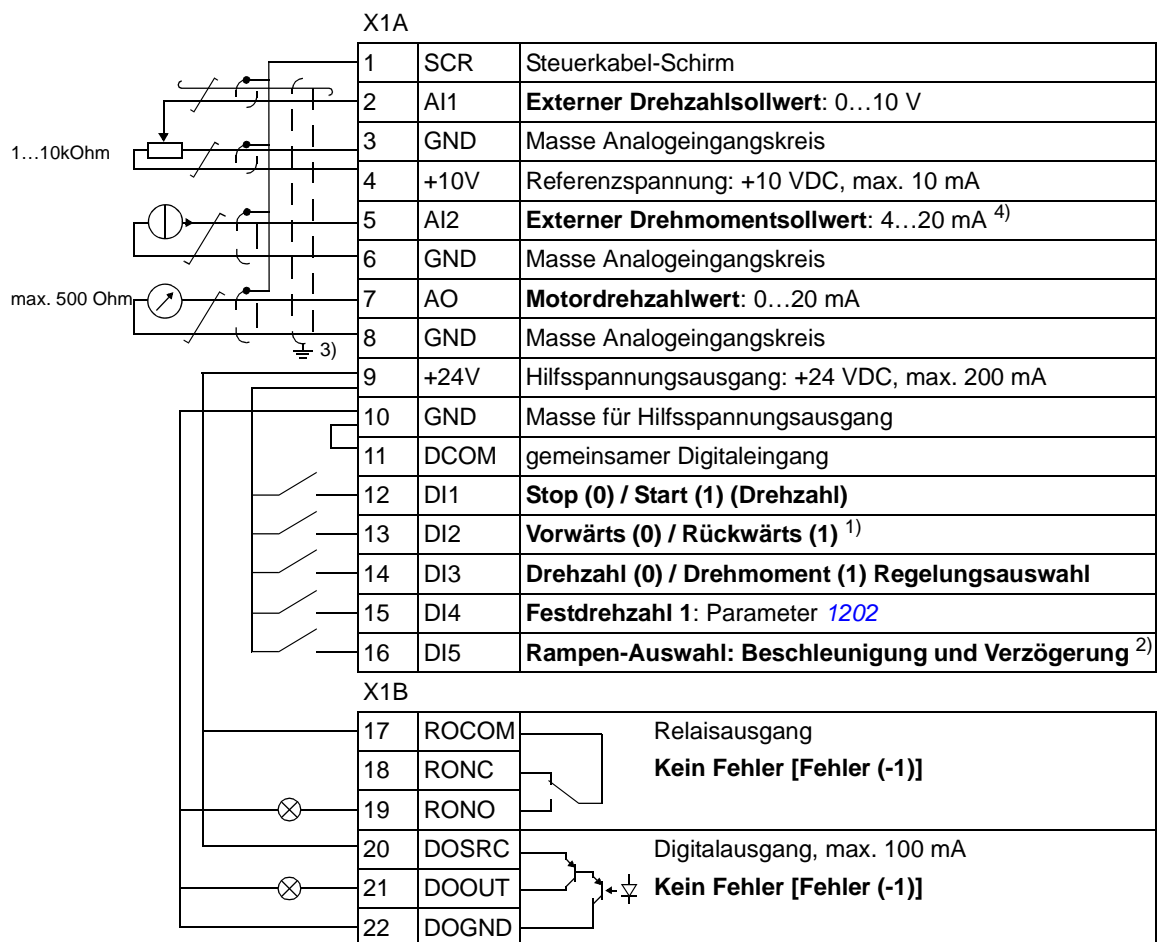 X1A
1 SCR Steuerkabel-Schirm
2 AI1 Externer Drehzahlsollwert: 0…10 V
1…10kOhm
3 GND Masse Analogeingangskreis
4 +10V Referenzspannung: +10 VDC, max. 10 mA
5 AI2 Externer Drehmomentsollwert: 4…20 mA 4)
6 GND Masse Analogeingangskreis
max. 500 Ohm
7 AO Motordrehzahlwert: 0…20 mA
8 GND Masse Analogeingangskreis
3)
9 +24V Hilfsspannungsausgang: +24 VDC, max. 200 mA
10 GND Masse für Hilfsspannungsausgang
11 DCOM gemeinsamer Digitaleingang
12 DI1 Stop (0) / Start (1) (Drehzahl)
13 DI2 Vorwärts (0) / Rückwärts (1) 1)
14 DI3 Drehzahl (0) / Drehmoment (1) Regelungsauswahl
15 DI4 Festdrehzahl 1: Parameter 1202
16 DI5 Rampen-Auswahl: Beschleunigung und Verzögerung 2)
X1B
17 ROCOM Relaisausgang
18 RONC Kein Fehler [Fehler (-1)]
19 RONO
20 DOSRC Digitalausgang, max. 100 mA
21 DOOUT Kein Fehler [Fehler (-1)]
22 DOGND